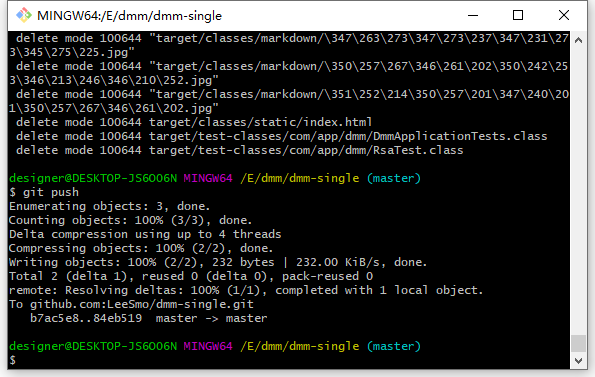 MINGW64:/E/dmm/dmm-single
delete mode 100644 "target/classes/markdown/\347\263\273\347\273\237\347\231\27
3\345\275\225.jpg"
delete mode 100644 "target/classes/markdown/\350\257\267\346\261\202\350\242\25
3\346\213\246\346\210\252.jpg"
delete mode 100644 "target/classes/markdown/\351\252\214\350\257\201\347\240\20
1\350\257\267\346\261\202.jpg"
delete mode 100644 target/classes/static/index.html
delete mode 100644 target/test-classes/com/app/dmm/DmmApplicationTests.class
delete mode 100644 target/test-classes/com/app/dmm/RsaTest.class
designer@DESKTOP-JS6OO6N MINGW64 /E/dmm/dmm-single (master)
$ git push
Enumerating objects: 3, done.
Counting objects: 100% (3/3), done.
Delta compression using up to 4 threads
Compressing objects: 100% (2/2), done.
Writing objects: 100% (2/2), 232 bytes | 232.00 KiB/s, done.
Total 2 (delta 1), reused 0 (delta 0), pack-reused 0
remote: Resolving deltas: 100% (1/1), completed with 1 local object.
To github.com:LeeSmo/dmm-single.git
b7ac5e8..84eb519  master -> master
designer@DESKTOP-JS6OO6N MINGW64 /E/dmm/dmm-single (master)
$